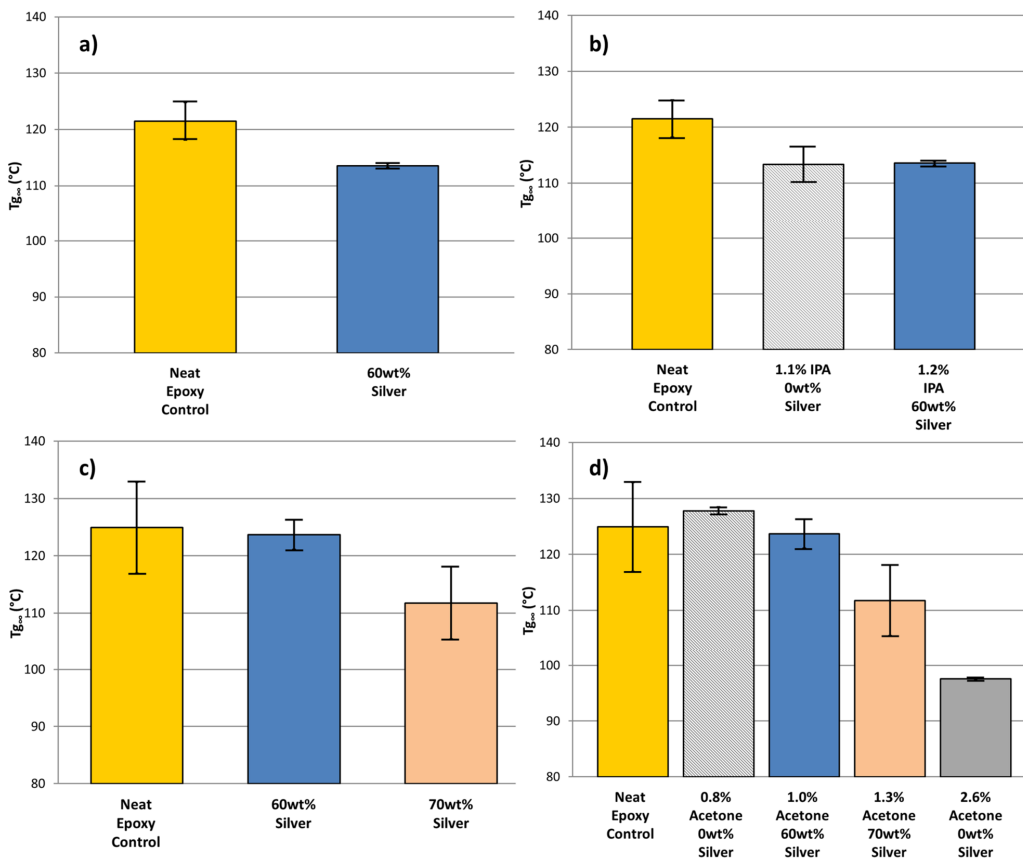 a)
140
130
120
110
100
90
80
Tg∞ (°C)
Neat
Epoxy
Control
60wt%
Silver
b)
140
130
120
110
100
90
80
Tg∞ (°C)
Neat
Epoxy
Control
1.1% IPA
0wt%
Silver
1.2%
IPA
60wt%
Silver
c)
140
130
120
110
100
90
80
Tg∞ (°C)
Neat
Epoxy
Control
60wt%
Silver
70wt%
Silver
d)
140
130
120
110
100
90
80
Tg∞ (°C)
Neat
Epoxy
Control
0.8%
Acetone
0wt%
Silver
1.0%
Acetone
60wt%
Silver
1.3%
Acetone
70wt%
Silver
2.6%
Acetone
0wt%
Silver